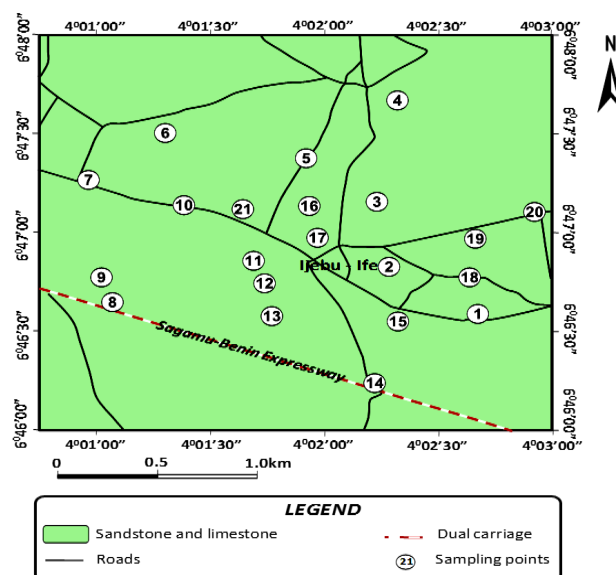 4⁰01’00’’ 4⁰01’30’’ 4⁰02’00’’ 4⁰02’30’’ 4⁰03’00’’
N
6⁰48’00’’ 6⁰48’00’’
4
6⁰47’30’’ 6 6⁰47’30’’
5
7
10 21 16 3 20
6⁰47’00’’ 17 19 6⁰47’00’’
11 Ijebu - Ife 2
9 12 18
8 13 15 1
6⁰46’30’’ Sagamu-Benin Expressway 6⁰46’30’’
14
6⁰46’00’’ 6⁰46’00’’
4⁰01’00’’ 4⁰01’30’’ 4⁰02’00’’ 4⁰02’30’’ 4⁰03’00’’
0 0.5 1.0km
LEGEND
Sandstone and limestone Dual carriage
Roads 21 Sampling points